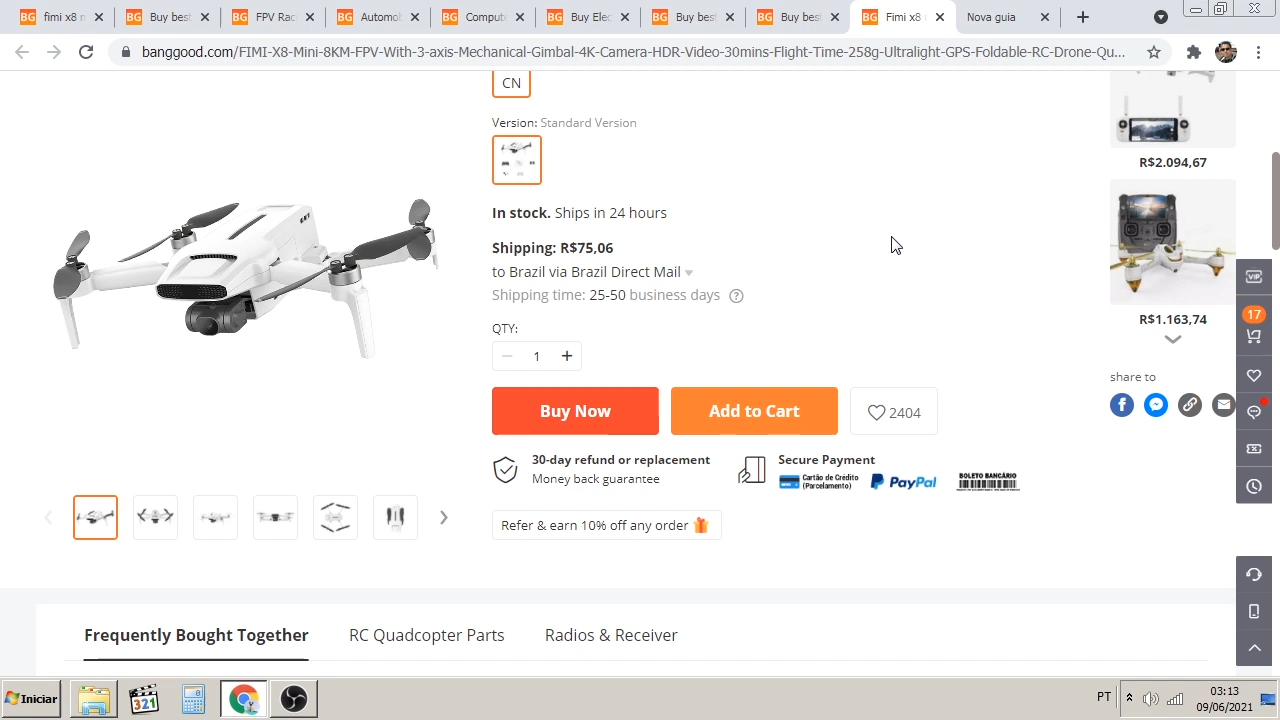 fimi x8 n
Buy best
FPV Rac
Automol
Compute
Buy Elec
Buy best
Buy best
Fimi x8 r
Nova guia
banggood.com/FIMI-X8-Mini-8KM-FPV-With-3-axis-Mechanical-Gimbal-4K-Camera-HDR-Video-30mins-Flight-Time-258g-Ultralight-GPS-Foldable-RC-Drone-Qu...
CN
Version: Standard Version
In stock. Ships in 24 hours
Shipping: R$75,06
to Brazil via Brazil Direct Mail
Shipping time: 25-50 business days ?
QTY:
− 1 +
Buy Now
Add to Cart
2404
30-day refund or replacement
Money back guarantee
Secure Payment
Cartão de Crédito
(Parcelamento)
PayPal
BOLETO BANCÁRIO
Refer & earn 10% off any order
R$2.094,67
R$1.163,74
share to
VIP
17
Frequently Bought Together
RC Quadcopter Parts
Radios & Receiver
Iniciar
321
PT
03:13
09/06/2021